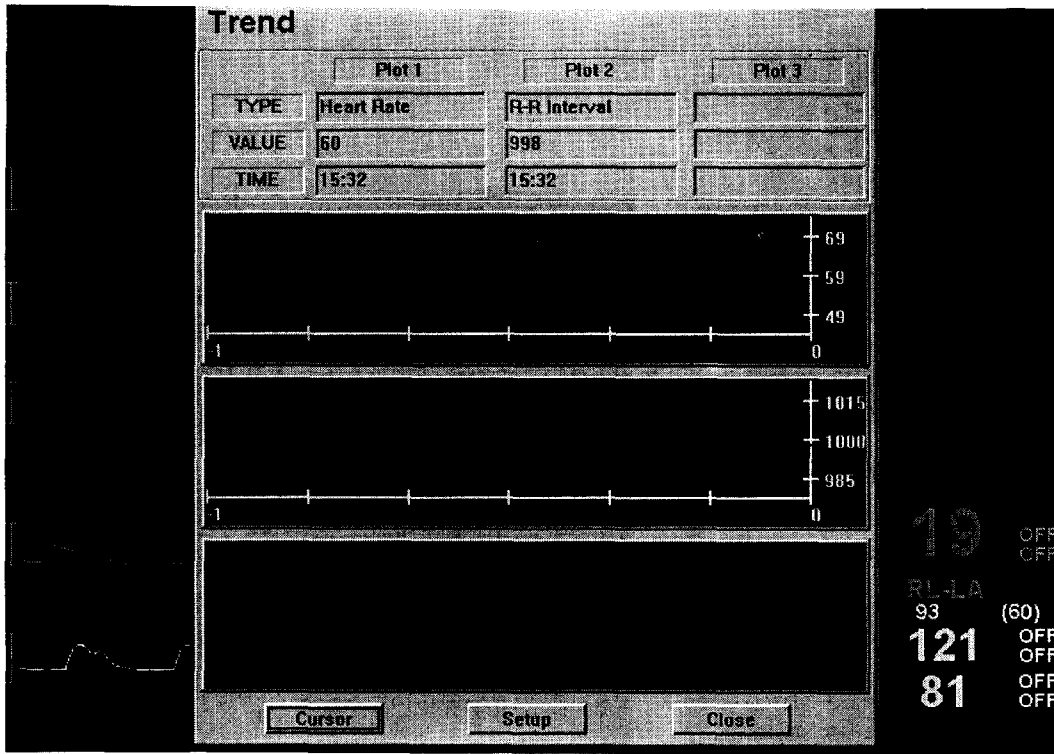 Trend
Plot 1 Plot 2 Plot 3
TYPE Heart Rate R-R Interval
VALUE 60 998
TIME 15:32 15:32
69
59
49
-1 0
1015
1000
985
-1 0
19 OFF
OFF
RL-LA
93 (60)
121 OFF
OFF
81 OFF
OFF
Cursor Setup Close